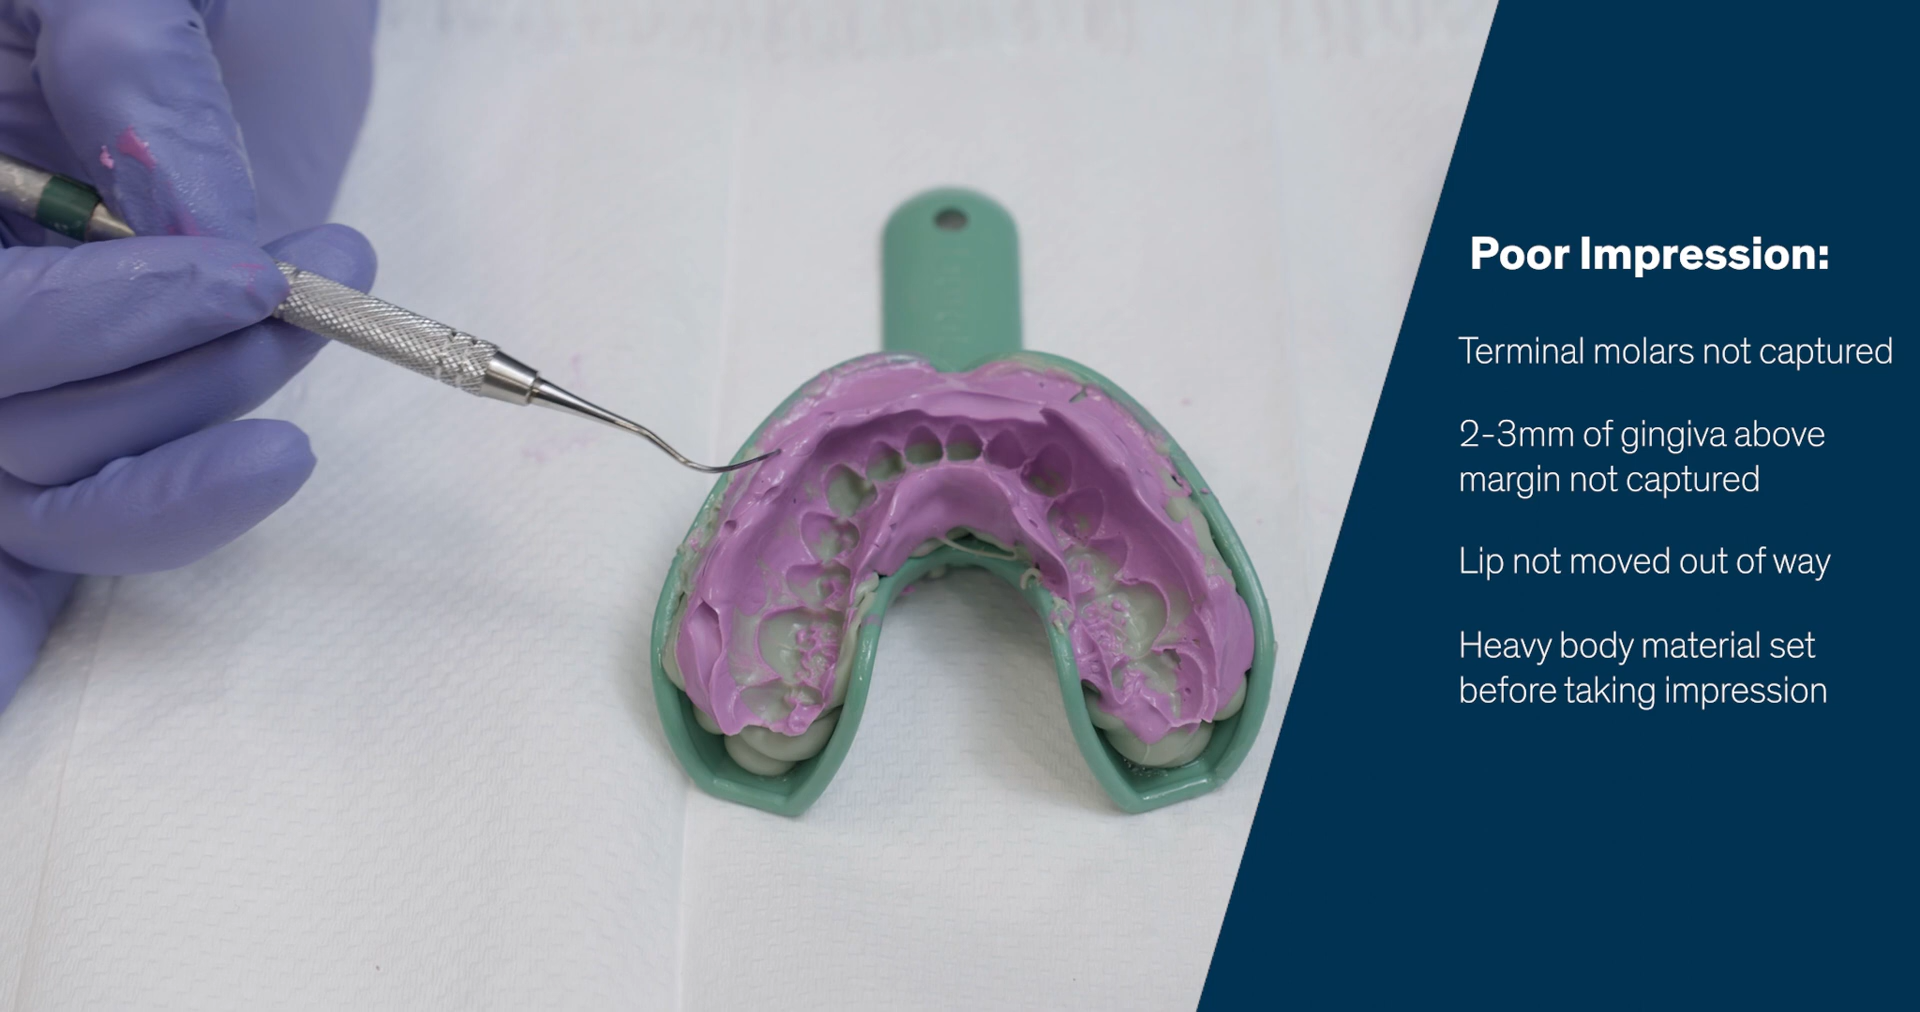 Poor Impression:
Terminal molars not captured
2-3mm of gingiva above
margin not captured
Lip not moved out of way
Heavy body material set
before taking impression